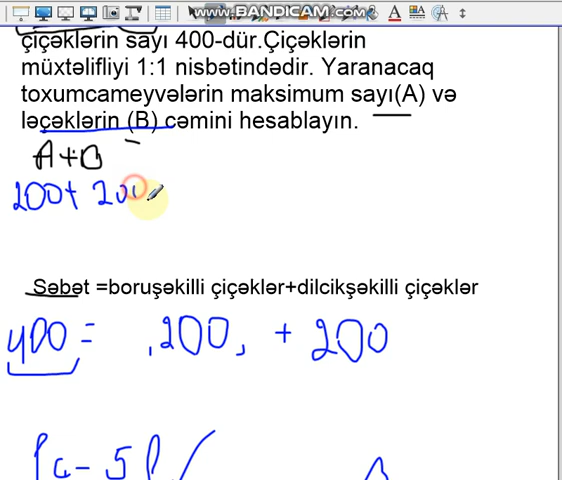 WWW.BANDICAM.COM
çiçəklərin sayı 400-dür.Çiçəklərin
müxtəlifliyi 1:1 nisbətindədir. Yaranacaq
toxumcameyvələrin maksimum sayı(A) və
ləçəklərin (B) cəmini hesablayın.
A+B
200+ 200
Səbət =boruşəkilli çiçəklər+dilcikşəkilli çiçəklər
400 = 200 + 200